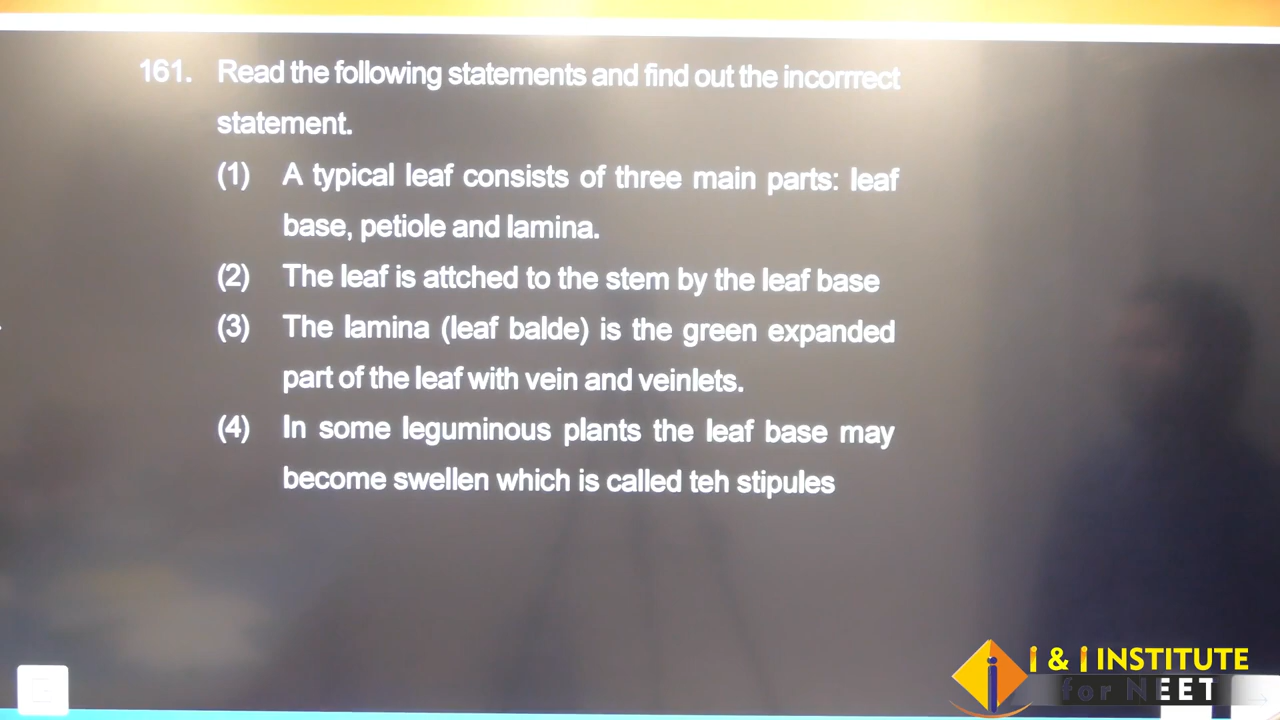 161. Read the following statements and find out the incorrrect
statement.
(1) A typical leaf consists of three main parts: leaf
base, petiole and lamina.
(2) The leaf is attched to the stem by the leaf base
(3) The lamina (leaf balde) is the green expanded
part of the leaf with vein and veinlets.
(4) In some leguminous plants the leaf base may
become swellen which is called teh stipules
i & i INSTITUTE
for NEET